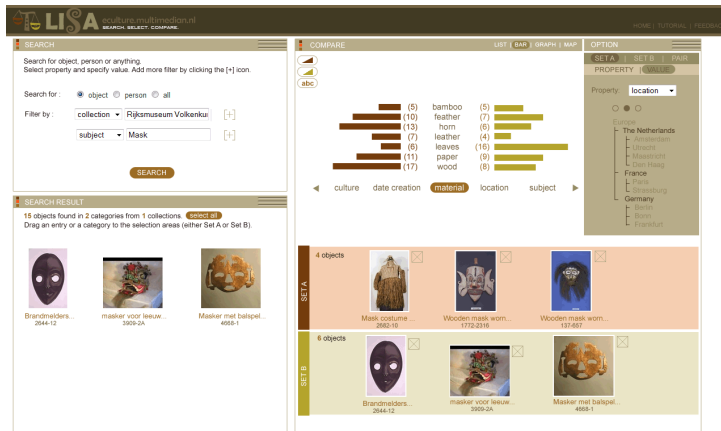 LISA eculture.multimedian.nl
SEARCH. SELECT. COMPARE.
HOME | TUTORIAL | FEEDB
SEARCH
Search for object, person or anything.
Select property and specify value. Add more filter by clicking the [+] icon.
Search for : object person all
Filter by : collection Rijksmuseum Volkenkun [+]
subject Mask [+]
SEARCH
SEARCH RESULT
15 objects found in 2 categories from 1 collections. select all
Drag an entry or a category to the selection areas (either Set A or Set B).
Brandmelders...
2644-12
masker voor leeuw...
3909-2A
Masker met balspel...
4668-1
COMPARE
LIST | BAR | GRAPH | MAP
abc
(5) bamboo (5)
(10) feather (7)
(13) horn (6)
(7) leather (4)
(6) leaves (16)
(11) paper (9)
(17) wood (8)
culture date creation material location subject
OPTION
SET A | SET B | PAIR
PROPERTY | VALUE
Property: location
Europe
The Netherlands
Amsterdam
Utrecht
Maastricht
Den Haag
France
Paris
Strasburg
Germany
Berlin
Bonn
Frankfurt
SET A
4 objects
Mask costume ...
2682-10
Wooden mask worn...
1772-2316
Wooden mask worn...
137-657
SET B
6 objects
Brandmelders...
2644-12
masker voor leeuw...
3909-2A
Masker met balspel...
4668-1